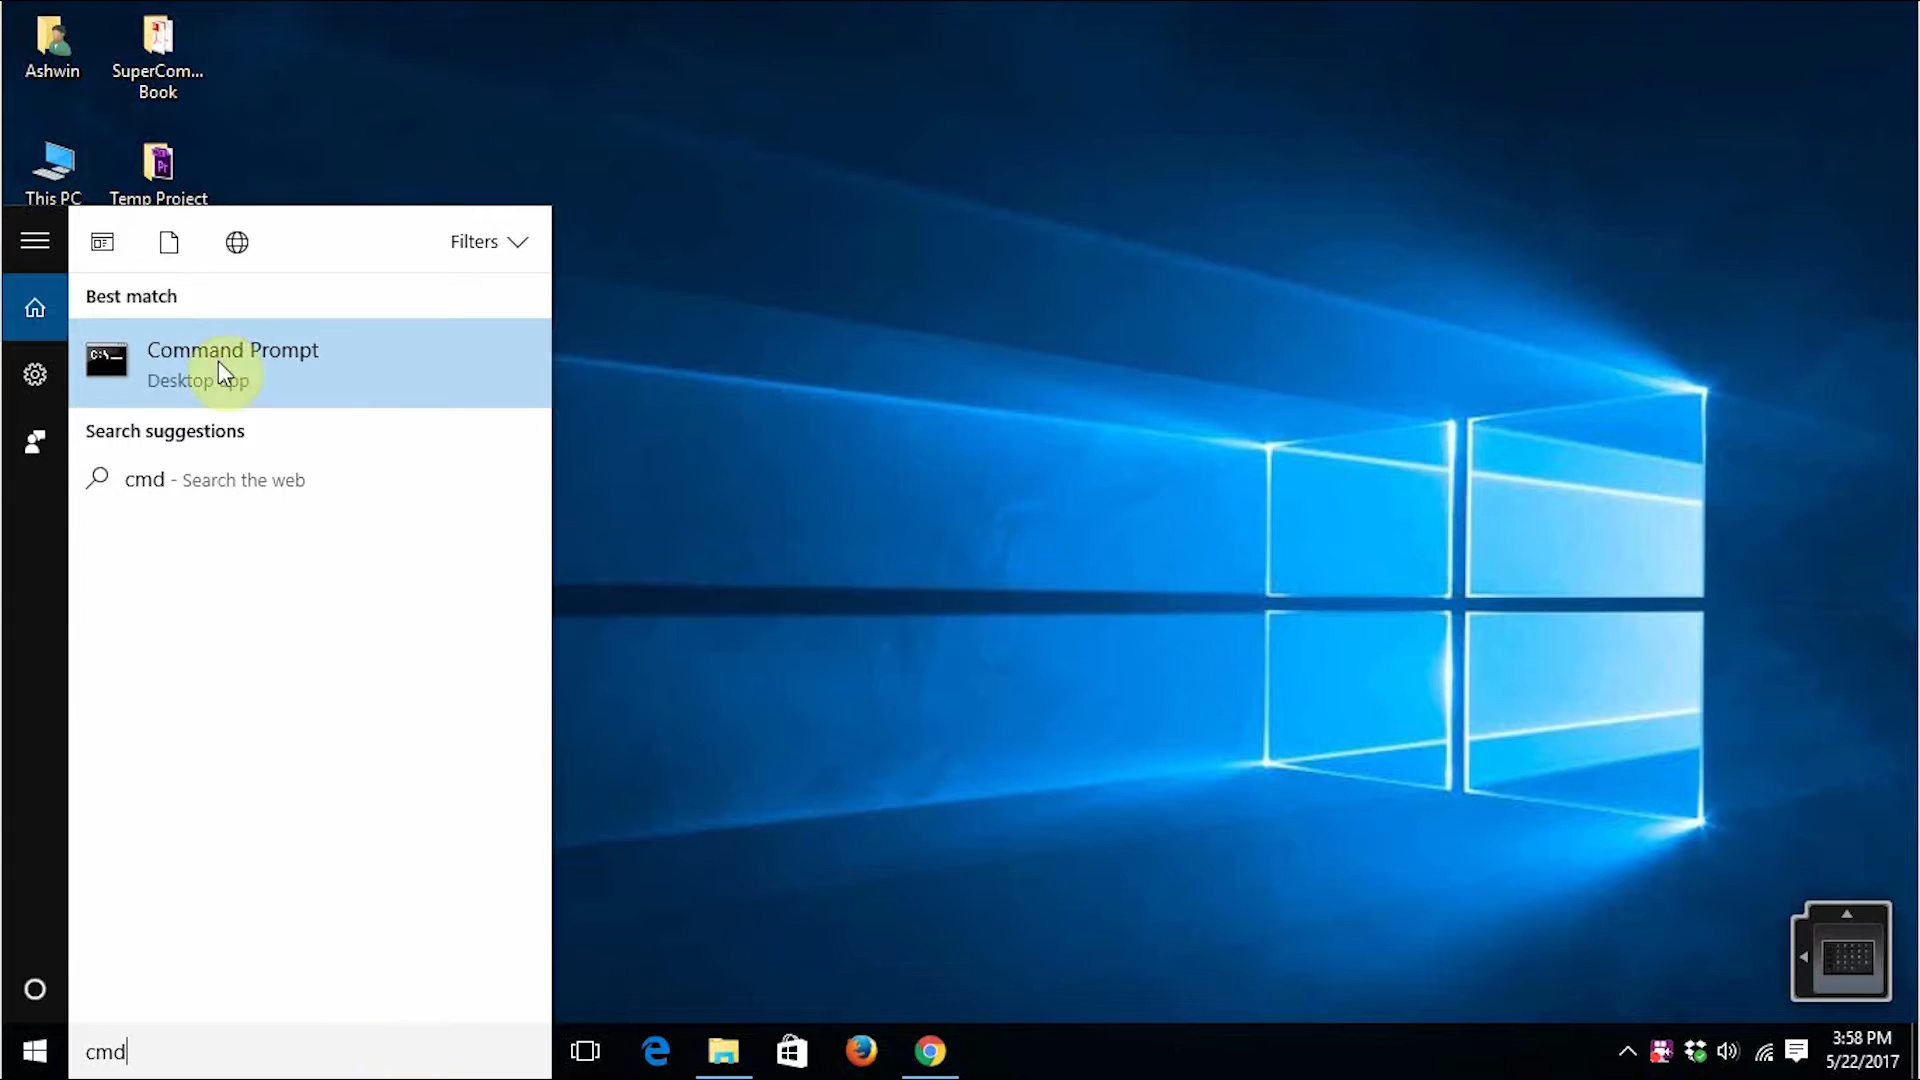 Ashwin
SuperCom...
Book
This PC
Temp Project
Filters
Best match
C:\_
Command Prompt
Desktop app
Search suggestions
cmd - Search the web
cmd
3:58 PM
5/22/2017
Pr